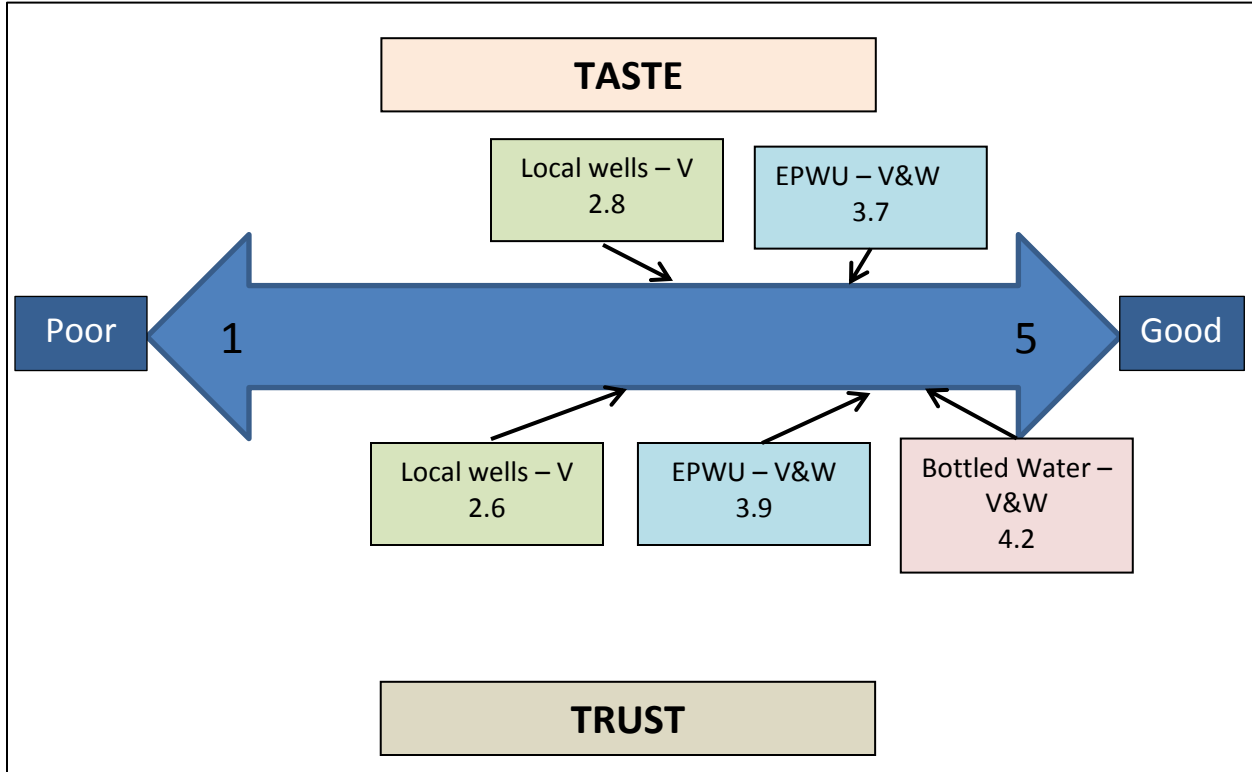 TASTE
Local wells – V
2.8
EPWU – V&W
3.7
Poor
1
5
Good
Local wells – V
2.6
EPWU – V&W
3.9
Bottled Water –
V&W
4.2
TRUST